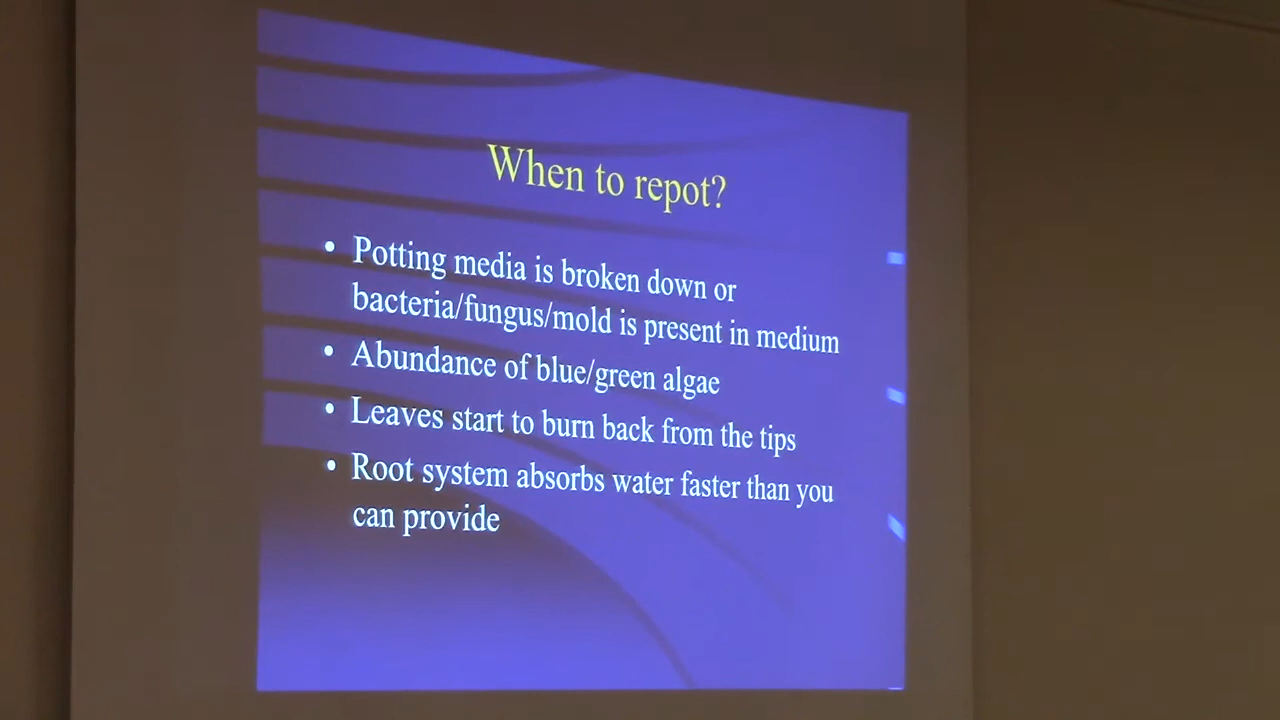 When to repot?
• Potting media is broken down or
bacteria/fungus/mold is present in medium
• Abundance of blue/green algae
• Leaves start to burn back from the tips
• Root system absorbs water faster than you
can provide